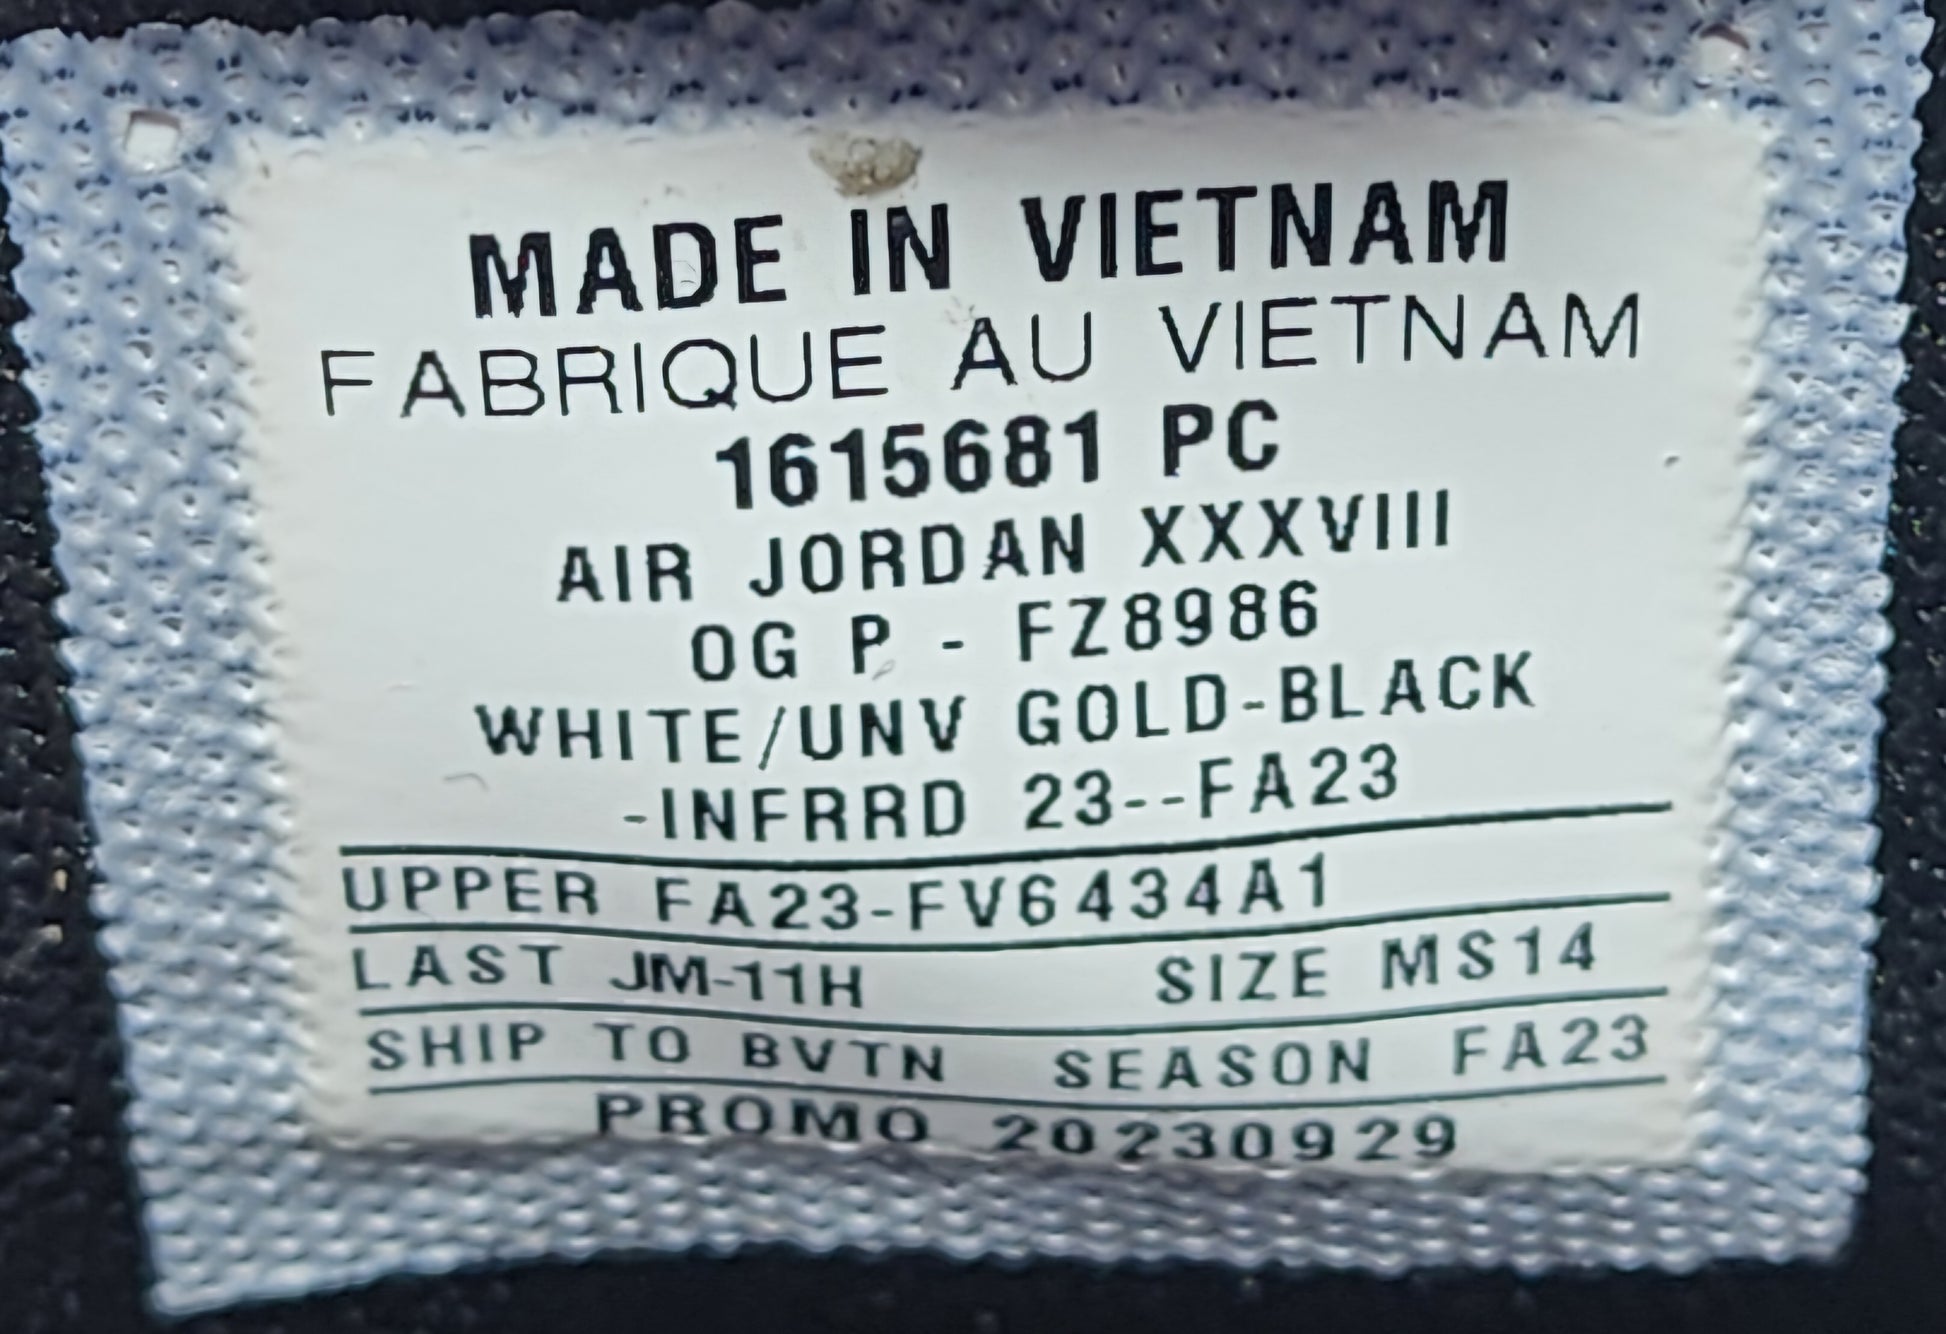 MADE IN VIETNAM
FABRIQUE AU VIETNAM
1615681 PC
AIR JORDAN XXXVIII
OG P - FZ8986
WHITE/UNV GOLD-BLACK
-INFRRD 23--FA23
UPPER FA23-FV6434A1
LAST JM-11H SIZE MS14
SHIP TO BVTN SEASON FA23
PROMO 20230929